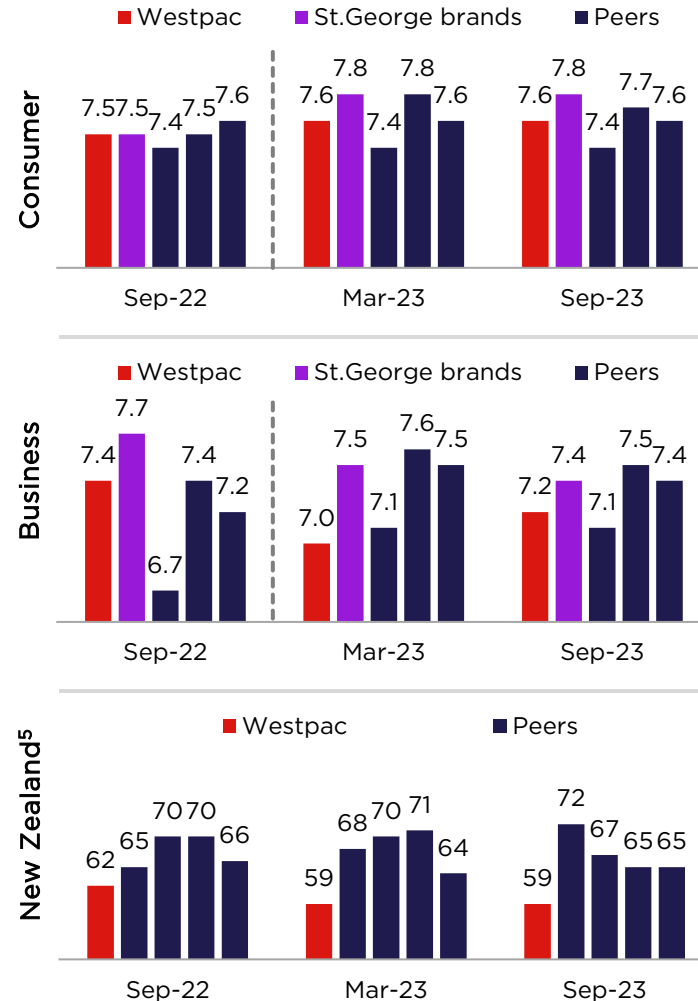 Westpac St.George brands Peers
Consumer
7.5 7.5 7.4 7.5 7.6 7.6 7.8 7.4 7.8 7.6 7.6 7.8 7.4 7.7 7.6
Sep-22 Mar-23 Sep-23
Westpac St.George brands Peers
Business
7.4 7.7 6.7 7.4 7.2 7.0 7.5 7.1 7.6 7.5 7.2 7.4 7.1 7.5 7.4
Sep-22 Mar-23 Sep-23
Westpac Peers
New Zealand⁵
62 65 70 70 66 59 68 70 71 64 59 72 67 65 65
Sep-22 Mar-23 Sep-23